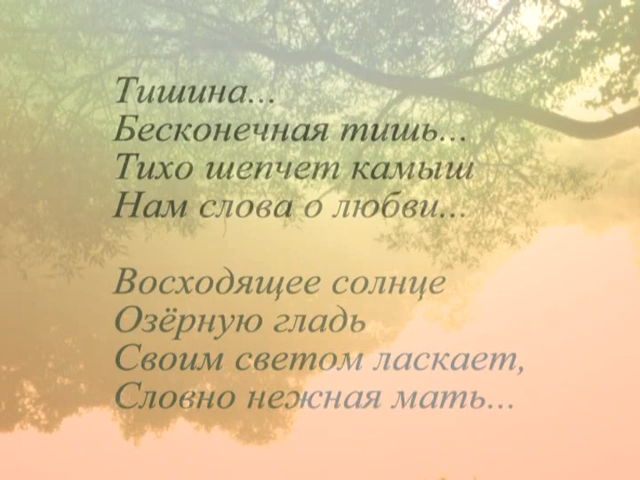 Тишина...
Бесконечная тишь...
Тихо шепчет камыш
Нам слова о любви...
Восходящее солнце
Озёрную гладь
Своим светом ласкает,
Словно нежная мать...